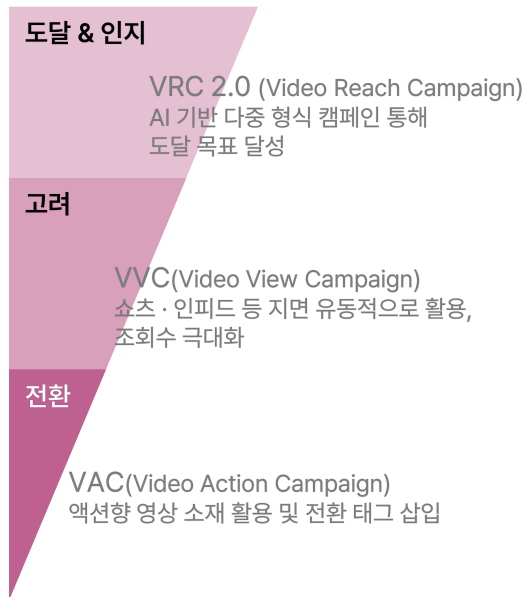 도달 & 인지
VRC 2.0 (Video Reach Campaign)
AI 기반 다중 형식 캠페인 통해
도달 목표 달성
고려
VVC(Video View Campaign)
쇼츠 · 인피드 등 지면 유동적으로 활용,
조회수 극대화
전환
VAC(Video Action Campaign)
액션향 영상 소재 활용 및 전환 태그 삽입